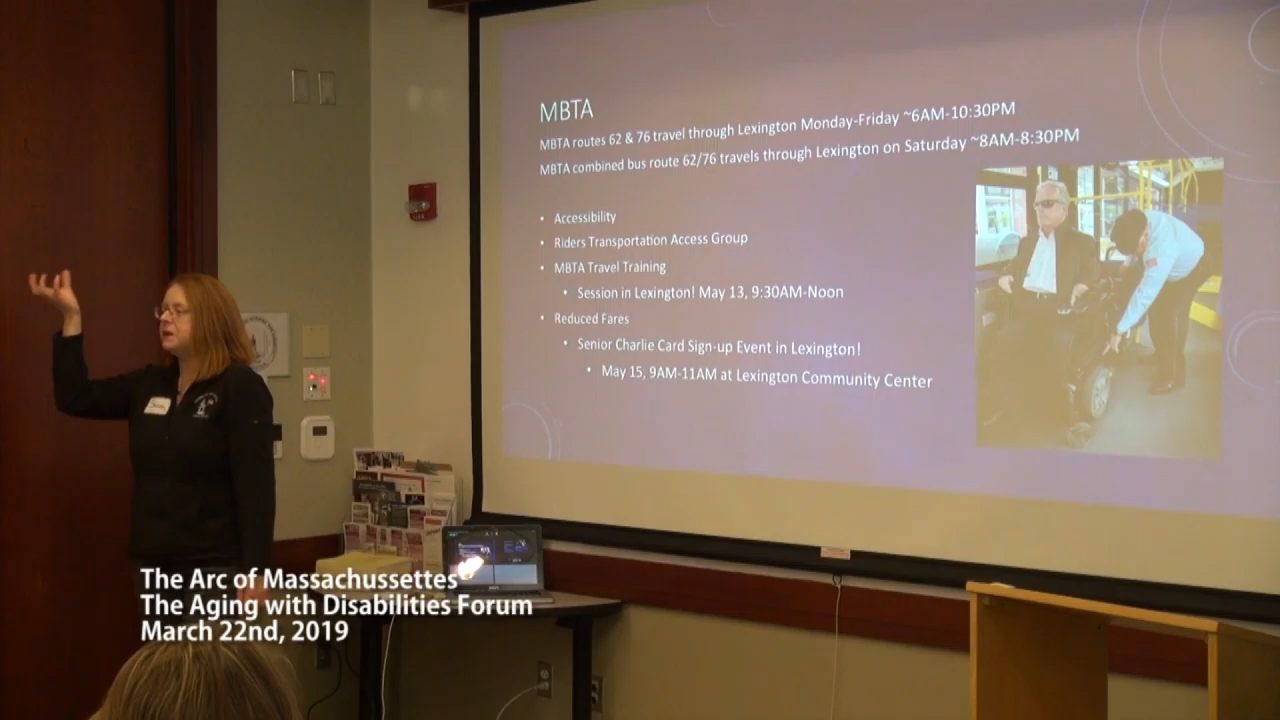 MBTA
MBTA routes 62 & 76 travel through Lexington Monday-Friday ~6AM-10:30PM
MBTA combined bus route 62/76 travels through Lexington on Saturday ~8AM-8:30PM
• Accessibility
• Riders Transportation Access Group
• MBTA Travel Training
• Session in Lexington! May 13, 9:30AM-Noon
• Reduced Fares
• Senior Charlie Card Sign-up Event in Lexington!
• May 15, 9AM-11AM at Lexington Community Center
The Arc of Massachussettes
The Aging with Disabilities Forum
March 22nd, 2019